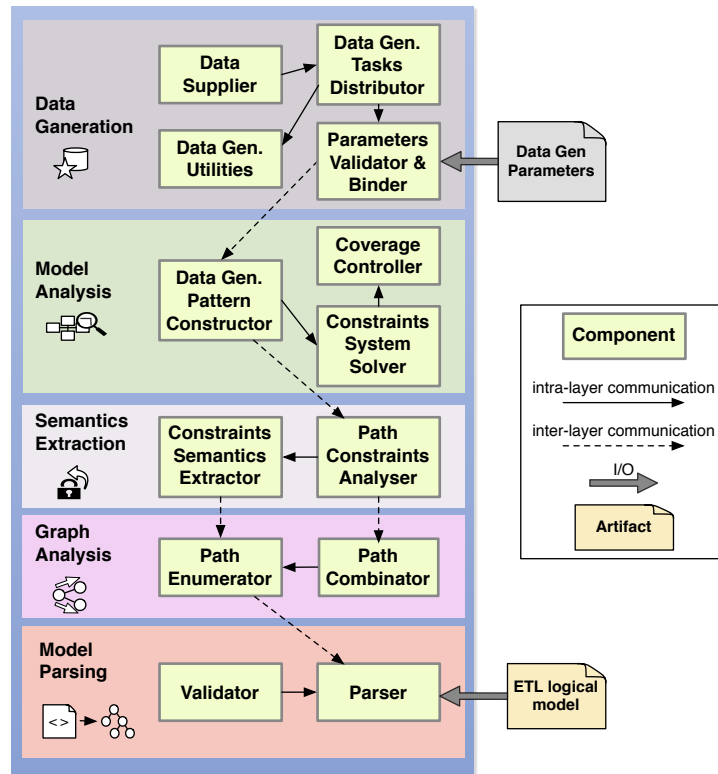 Data
Ganeration
Data
Supplier
Data Gen.
Tasks
Distributor
Data Gen.
Utilities
Parameters
Validator &
Binder
Data Gen
Parameters
Model
Analysis
Data Gen.
Pattern
Constructor
Coverage
Controller
Constraints
System
Solver
Semantics
Extraction
Constraints
Semantics
Extractor
Path
Constraints
Analyser
Graph
Analysis
Path
Enumerator
Path
Combinator
Model
Parsing
< >
Validator
Parser
ETL logical
model
Component
intra-layer communication
inter-layer communication
I/O
Artifact